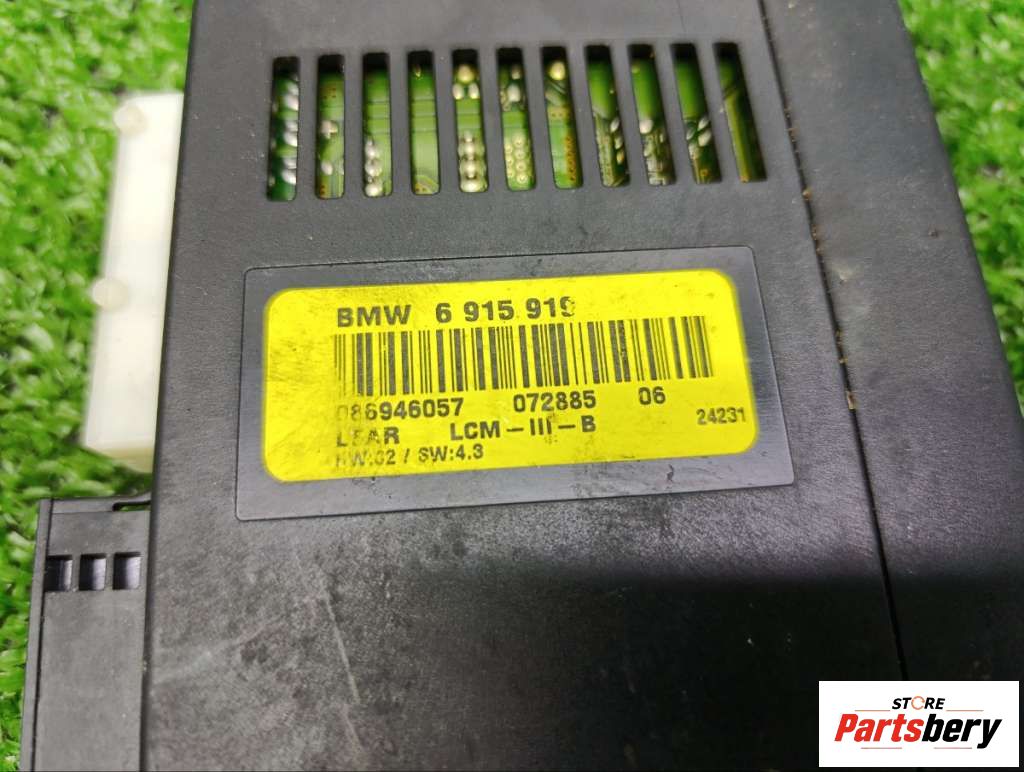 BMW 6 915 919
086946057 072885 06
LEAR LCM-III-B 24231
HW:32 / SW:4.3
STORE
Partsbery